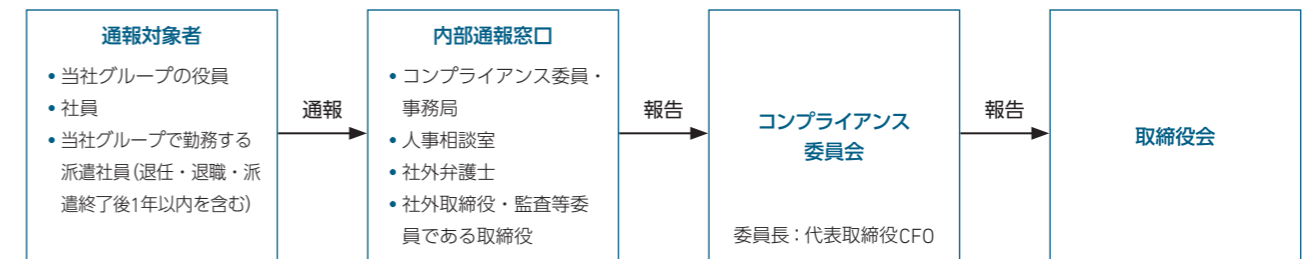 通報対象者
•当社グループの役員
•社員
•当社グループで勤務する
派遣社員(退任・退職・派
遣終了後1年以内を含む)
通報
内部通報窓口
•コンプライアンス委員・
事務局
•人事相談室
•社外弁護士
•社外取締役・監査等委
員である取締役
報告
コンプライアンス
委員会
委員長：代表取締役CFO
報告
取締役会